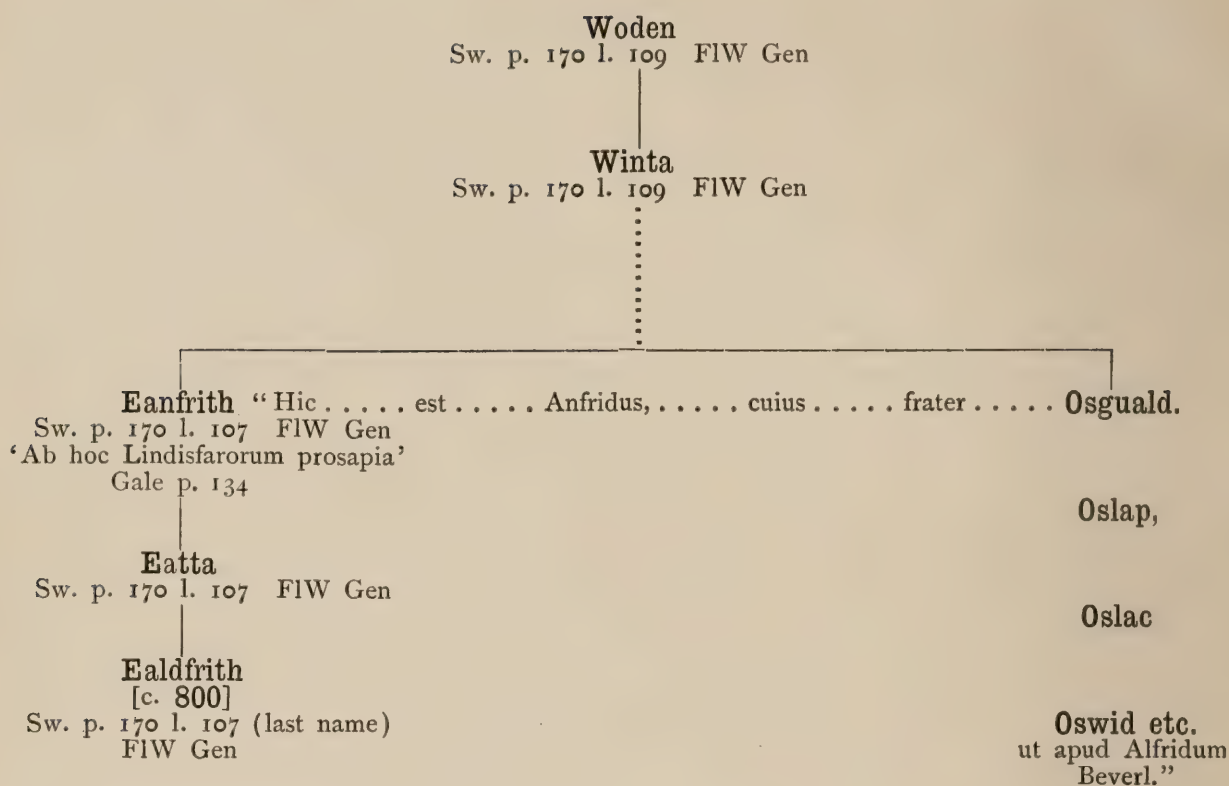 Woden
Sw. p. 170 l. 109 FlW Gen
Winta
Sw. p. 170 l. 109 FlW Gen
Eanfrith “Hic ..... est ..... Anfridus, ..... cuius ..... frater ..... Osguald.
Sw. p. 170 l. 107 FlW Gen
‘Ab hoc Lindisfarorum prosapia’
Gale p. 134
Oslap,
Eatta
Sw. p. 170 l. 107 FlW Gen
Oslac
Ealdfrith
[c. 800]
Sw. p. 170 l. 107 (last name)
FlW Gen
Oswid etc.
ut apud Alfridum
Beverl.”